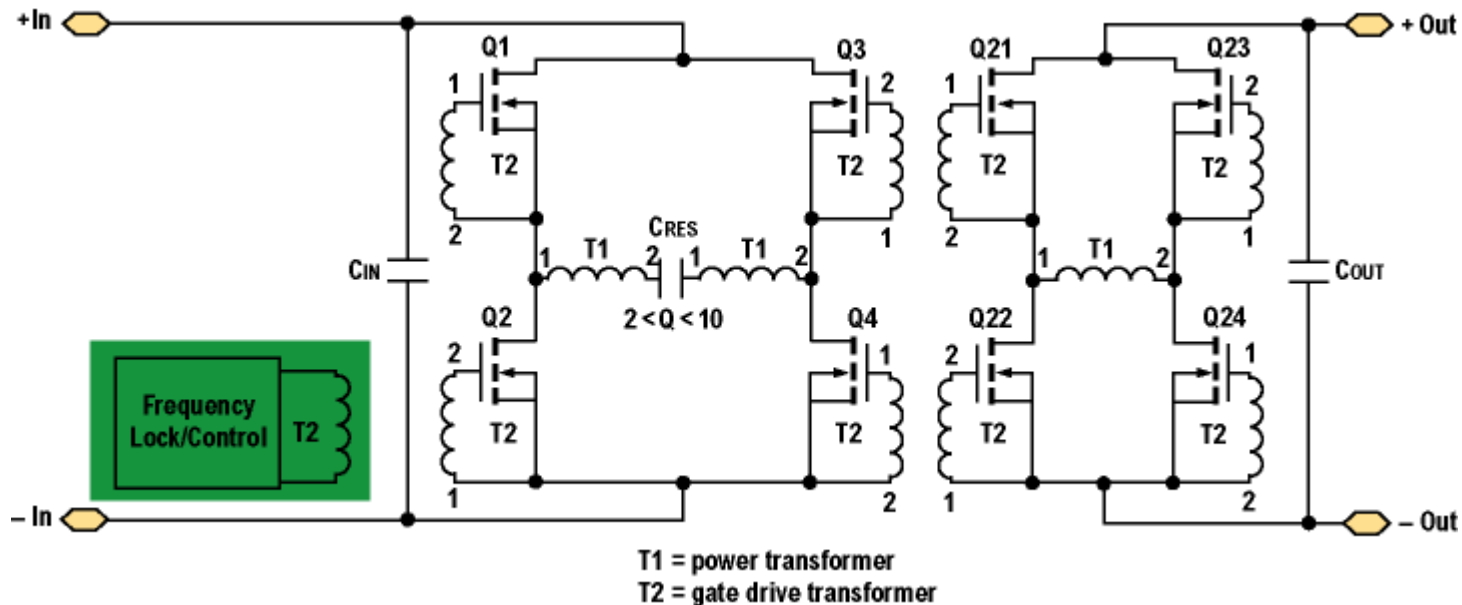 +In
+ Out
Q1
Q3
Q21
Q23
1
2
1
2
T2
T2
T2
T2
2
1
2
1
CRES
1
T1
2
1
T1
2
1
T1
2
CIN
COUT
2 < Q < 10
Q2
Q4
Q22
Q24
2
1
2
1
Frequency
Lock/Control
T2
T2
T2
T2
T2
1
2
1
2
– In
– Out
T1 = power transformer
T2 = gate drive transformer